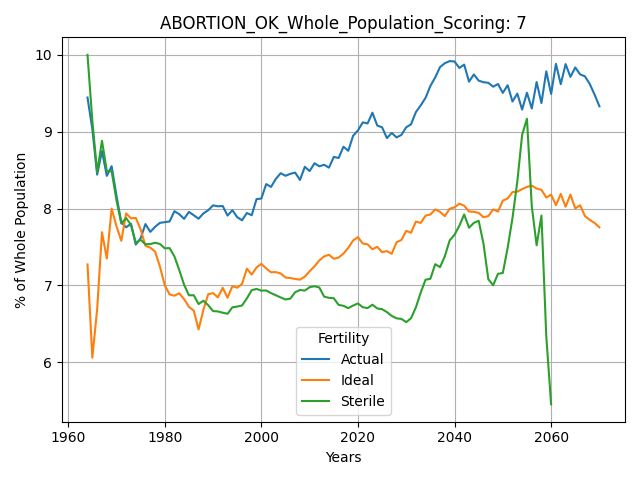 ABORTION_OK_Whole_Population_Scoring: 7
% of Whole Population
10
9
8
7
6
Fertility
Actual
Ideal
Sterile
1960
1980
2000
2020
2040
2060
Years